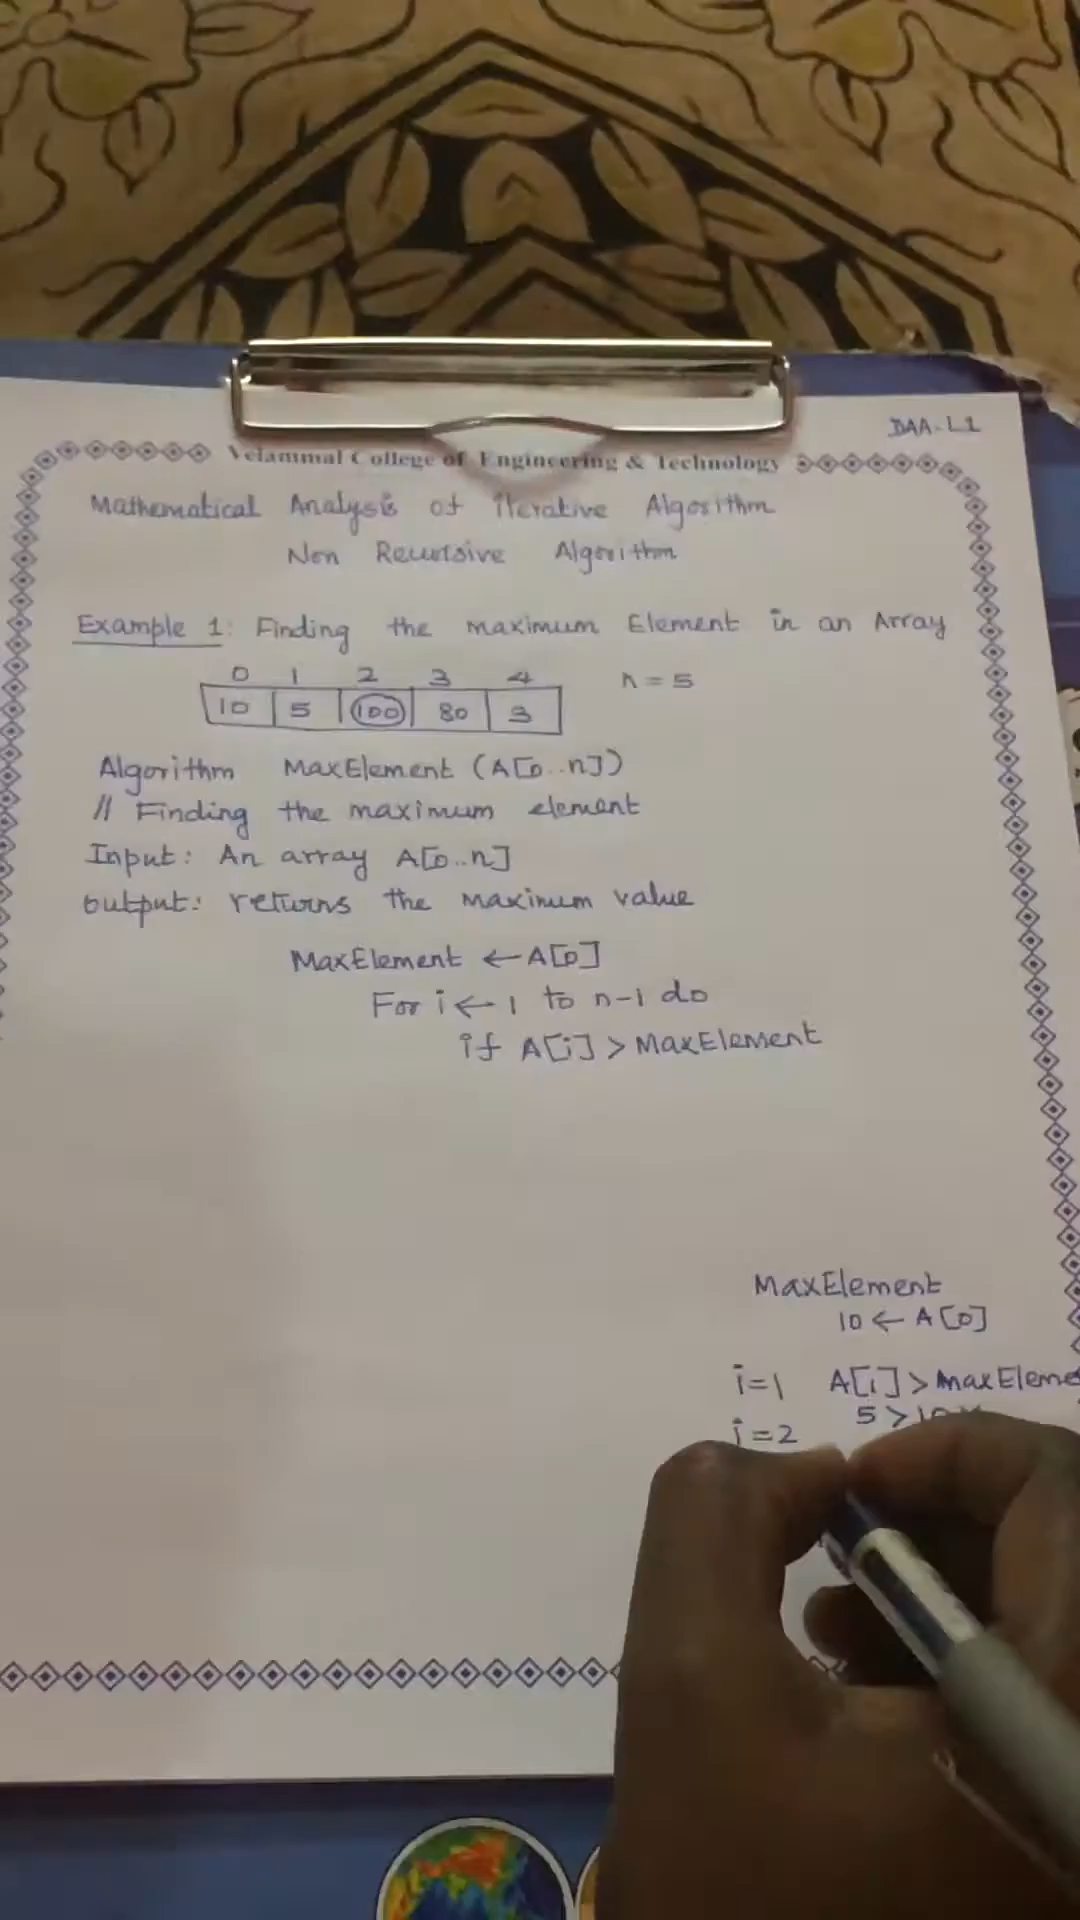 DAA-L1
Velammal College of Engineering & Technology
Mathematical Analysis of iterative Algorithm
Non Recursive Algorithm
Example 1: Finding the maximum Element in an Array
0 1 2 3 4 n = 5
10 5 100 80 3
Algorithm MaxElement (A[0..n])
// Finding the maximum element
Input: An array A[0..n]
output: returns the maximum value
MaxElement ← A[0]
For i ← 1 to n-1 do
if A[i] > MaxElement
MaxElement
10 ← A[0]
i=1 A[i] > MaxEleme
5 > 10
i=2